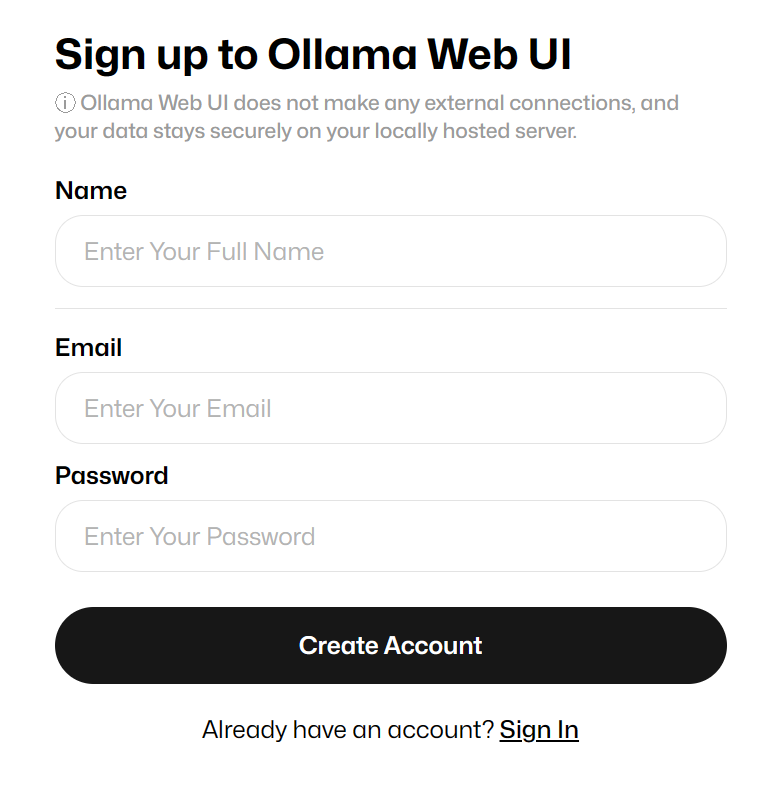 Sign up to Ollama Web UI
ⓘ Ollama Web UI does not make any external connections, and
your data stays securely on your locally hosted server.
Name
Enter Your Full Name
Email
Enter Your Email
Password
Enter Your Password
Create Account
Already have an account? Sign In